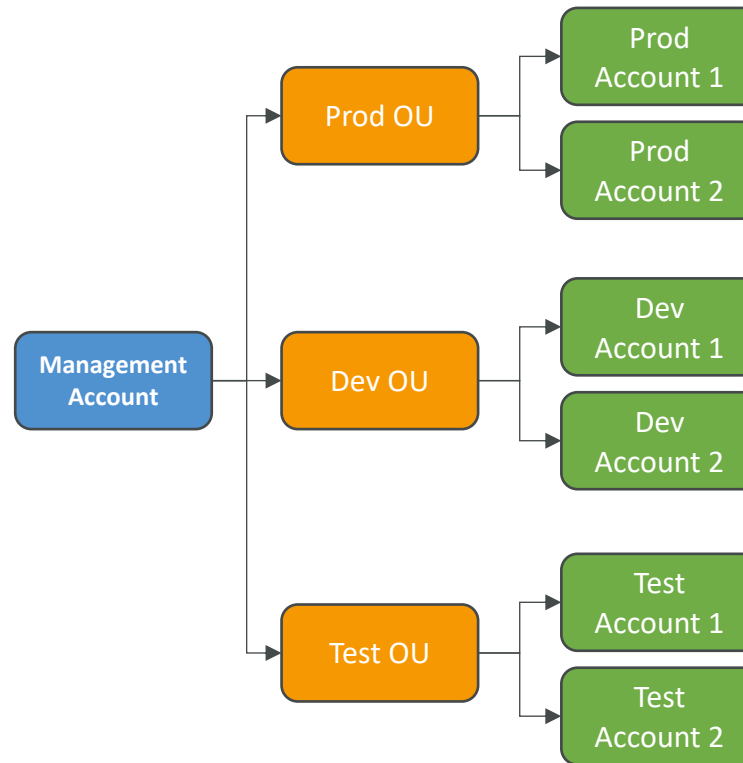 Prod
Account 1
Prod OU
Prod
Account 2
Dev
Account 1
Management
Account
Dev OU
Dev
Account 2
Test
Account 1
Test OU
Test
Account 2